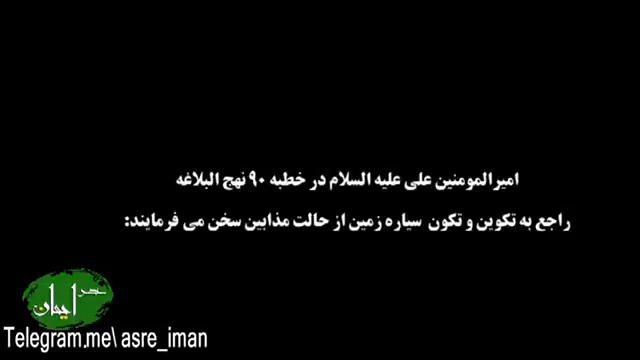 امیرالمومنین علی علیه السلام در خطبه ۹۰ نهج البلاغه
راجع به تکوین و تکون سیاره زمین از حالت مذابین سخن می فرمایند:
عصر ایمان
Telegram.me\ asre_iman